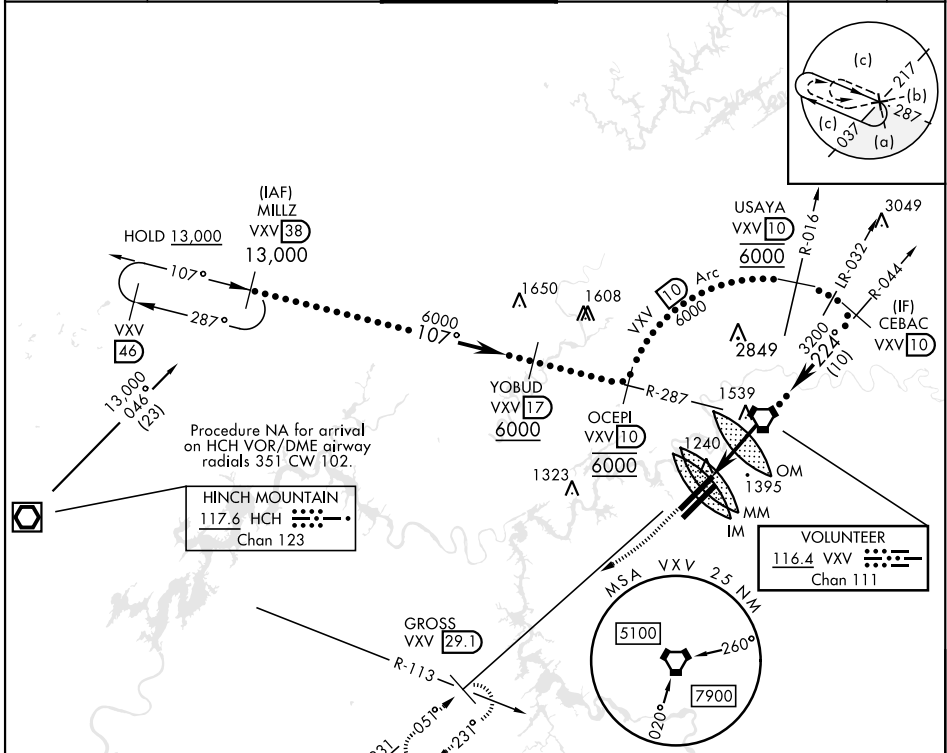 (c)
217
(b)
287
(c)
(a)
037
(IAF)
MILLZ
VXV 38
13,000
HOLD 13,000
107°
287°
VXV
46
13,000
046°
(23)
6000
107°
1650
1608
YOBUD
VXV 17
6000
OCEPI
VXV 10
6000
R-287
VXV 10 Arc
6000
USAYA
VXV 10
6000
R-016
3049
LR-032
R-044
(IF)
CEBAC
VXV 10
3200
224°
(10)
2849
1539
1240
1323
1395
OM
MM
IM
Procedure NA for arrival
on HCH VOR/DME airway
radials 351 CW 102.
HINCH MOUNTAIN
117.6 HCH
Chan 123
VOLUNTEER
116.4 VXV
Chan 111
MSA VXV 25 NM
5100
260°
7900
020°
GROSS
VXV 29.1
R-113
051°
231°